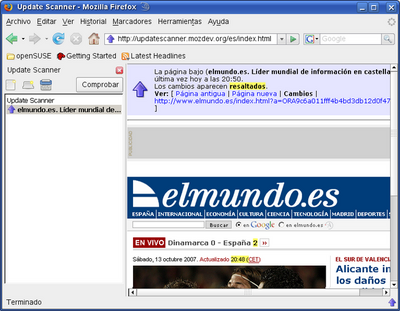 Update Scanner - Mozilla Firefox
Archivo Editar Ver Historial Marcadores Herramientas Ayuda
http://updatescanner.mozdev.org/es/index.html
Google
openSUSE Getting Started Latest Headlines
Update Scanner
Comprobar
Update Scanner
elmundo.es. Líder mundial de...
La página bajo (elmundo.es. Líder mundial de información en castella
última vez hoy a las 20:50.
Los cambios aparecen resaltados.
Ver: [ Página antigua | Página nueva | Cambios |
http://www.elmundo.es/index.html?a=ORA9c6a011fff4b4bd3db12d0f47
]
elmundo.es
ESPAÑA INTERNACIONAL ECONOMÍA CULTURA CIENCIA TECNOLOGÍA MADRID DEPORTES
Buscar en Google en elmundo.es
EN VIVO Dinamarca 0 - España 2 »
Sábado, 13 octubre 2007. Actualizado 20:48 (CET)
EL SUR DE VALENCIA
Alicante in
los daños
Terminado